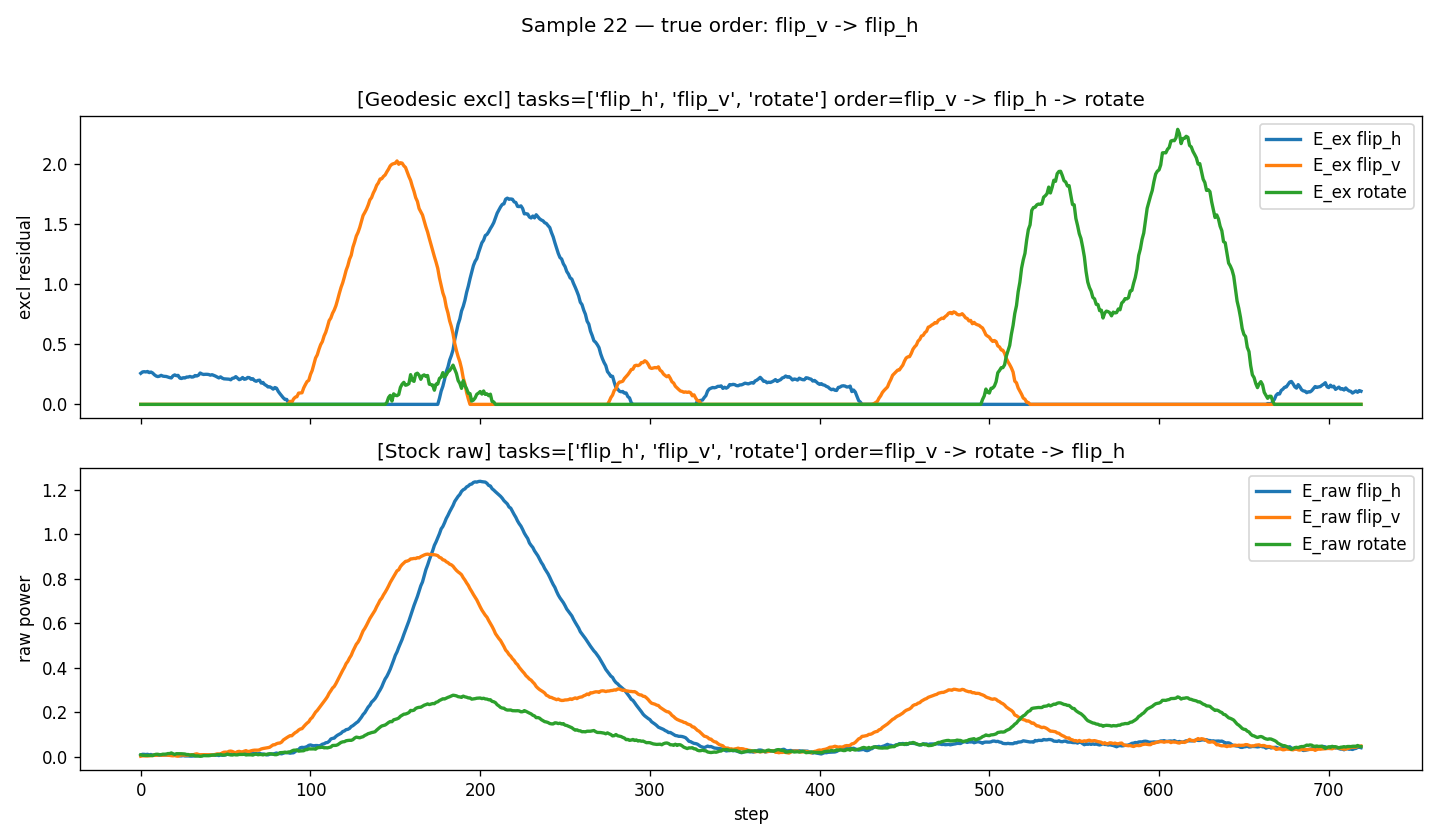 Sample 22 — true order: flip_v -> flip_h
[Geodesic excl] tasks=['flip_h', 'flip_v', 'rotate'] order=flip_v -> flip_h -> rotate
excl residual
2.0
1.5
1.0
0.5
0.0
E_ex flip_h
E_ex flip_v
E_ex rotate
[Stock raw] tasks=['flip_h', 'flip_v', 'rotate'] order=flip_v -> rotate -> flip_h
raw power
1.2
1.0
0.8
0.6
0.4
0.2
0.0
E_raw flip_h
E_raw flip_v
E_raw rotate
0 100 200 300 400 500 600 700
step